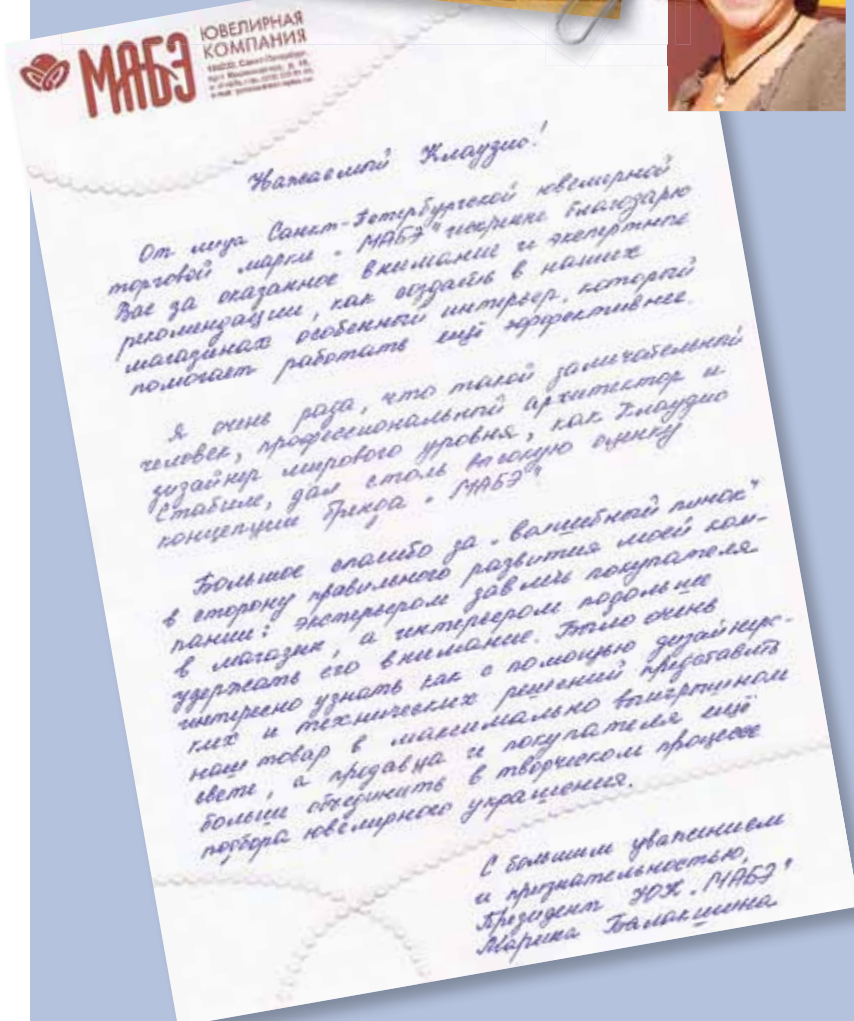 МАБЭ
ЮВЕЛИРНАЯ
КОМПАНИЯ
Уважаемый Клаудио!
От лица Санкт-Петербургской ювелирной
торговой марки „МАБЭ" искренне благодарю
Вас за оказанное внимание и экспертные
рекомендации, как создать в наших
магазинах особенный интерьер, который
помогает работать ещё эффективнее.
Я очень рада, что такой замечательный
человек, профессиональный архитектор и
дизайнер мирового уровня, как Клаудио
Стабиле, дал столь высокую оценку
концепции бренда „МАБЭ"
Большое спасибо за „волшебный пинок"
в сторону правильного развития моей ком-
пании: экстерьером завлечь покупателя
в магазин, а интерьером подольше
удержать его внимание. Было очень
интересно узнать как с помощью дизайнерс-
ких и технических решений представить
наш товар в максимально выигрышном
свете, а продавца и покупателя ещё
больше объединить в творческом процессе
подбора ювелирного украшения.
С большим уважением
и признательностью,
Президент ЮК „МАБЭ"
Марина Балакшина